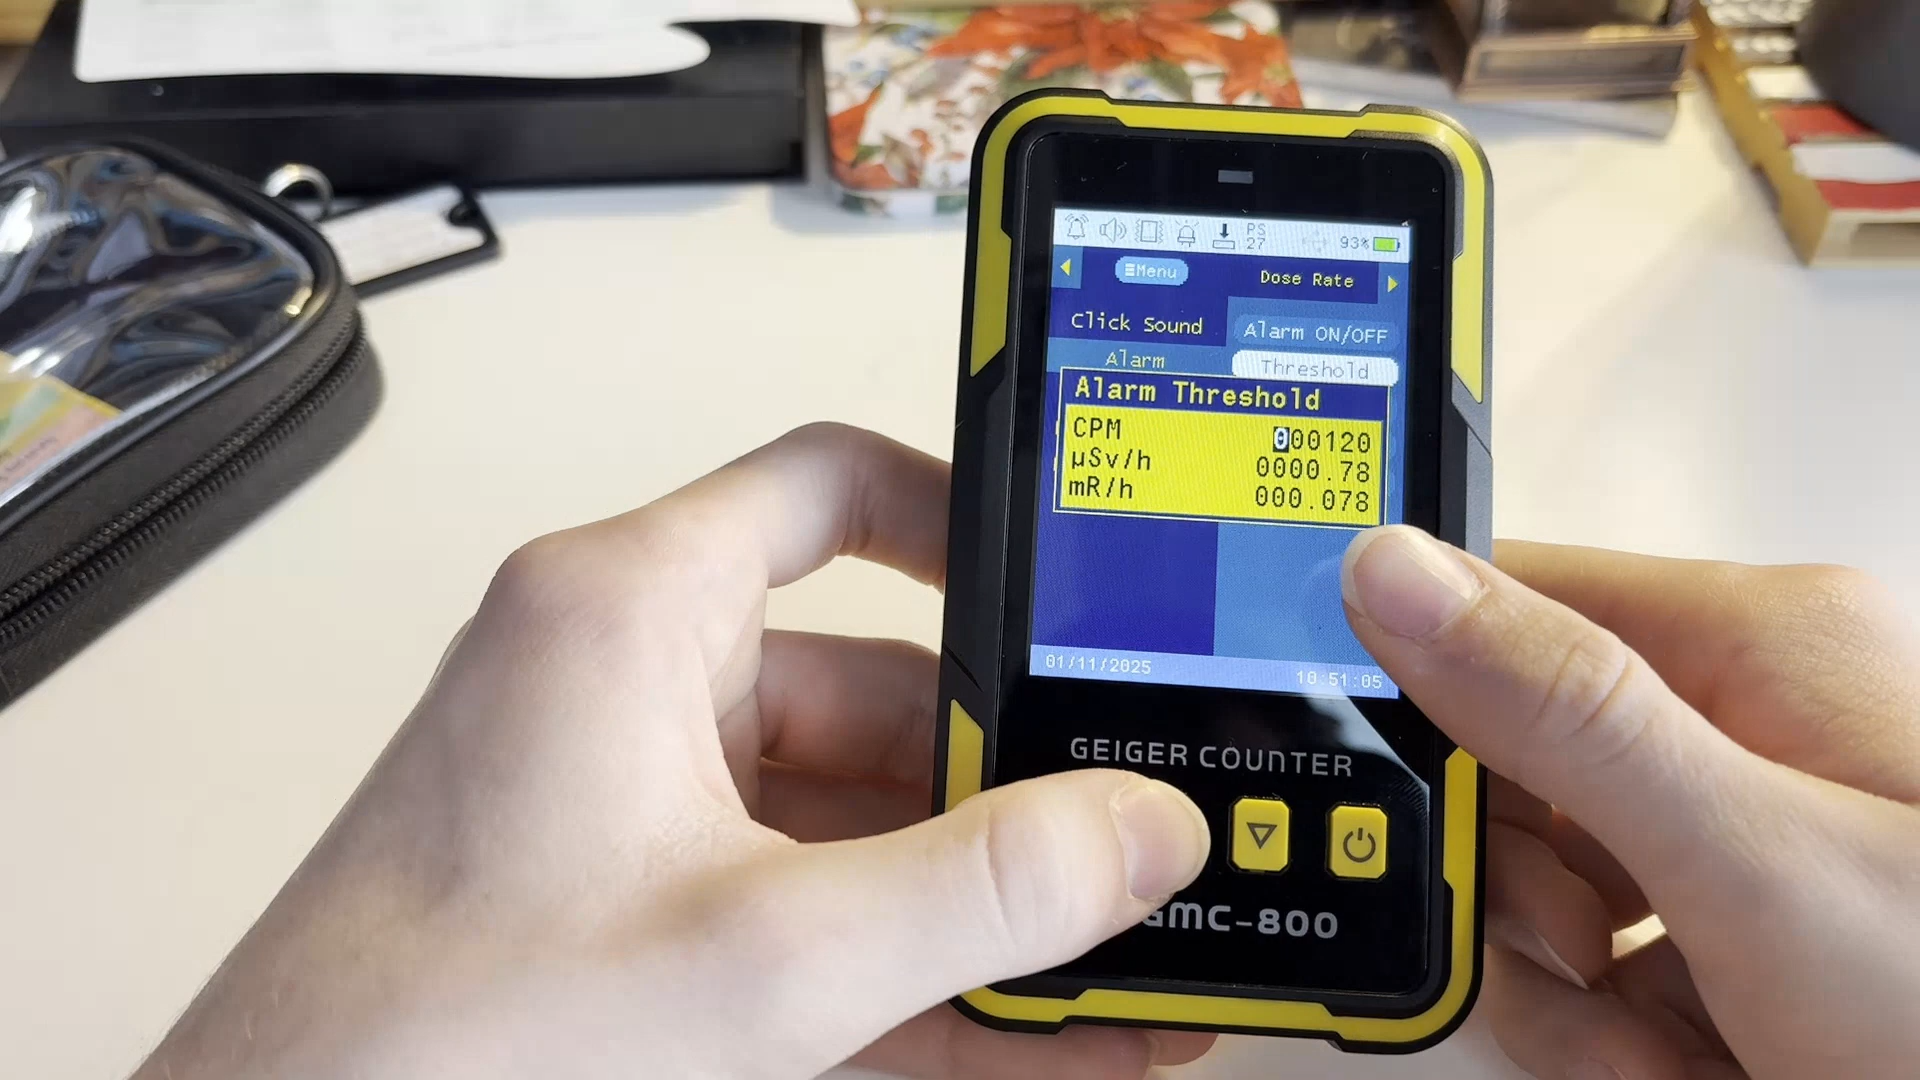 PS
27
93%
≡Menu
Dose Rate
Click Sound
Alarm ON/OFF
Alarm
Threshold
Alarm Threshold
CPM 000120
µSv/h 0000.78
mR/h 000.078
01/11/2025
10:51:05
GEIGER COUNTER
GMC-800